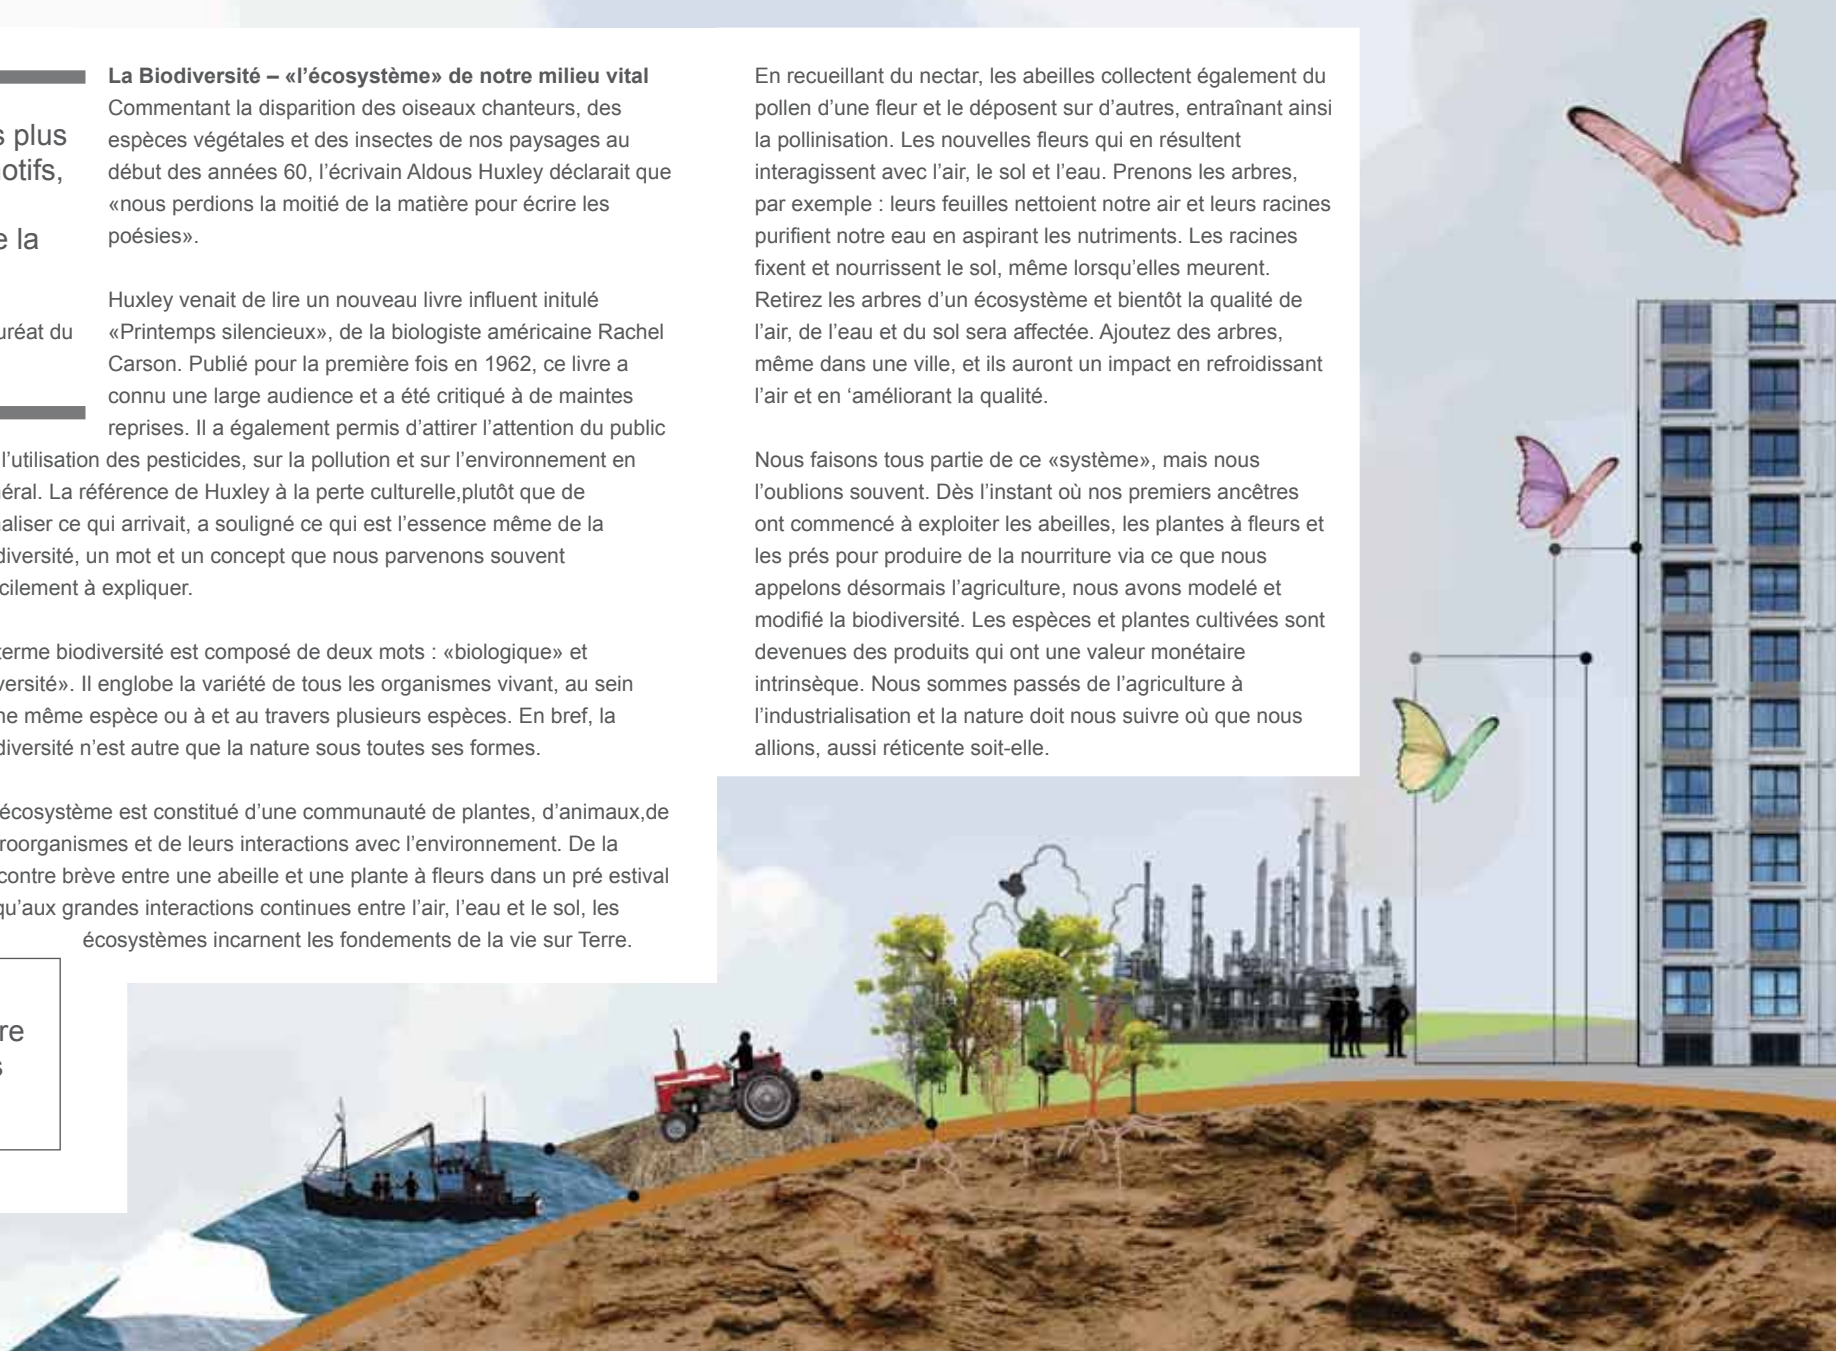 s plus
otifs,
e la
uréat du
La Biodiversité – «l’écosystème» de notre milieu vital
Commentant la disparition des oiseaux chanteurs, des
espèces végétales et des insectes de nos paysages au
début des années 60, l’écrivain Aldous Huxley déclarait que
«nous perdions la moitié de la matière pour écrire les
poésies».
Huxley venait de lire un nouveau livre influent initulé
«Printemps silencieux», de la biologiste américaine Rachel
Carson. Publié pour la première fois en 1962, ce livre a
connu une large audience et a été critiqué à de maintes
reprises. Il a également permis d’attirer l’attention du public
l’utilisation des pesticides, sur la pollution et sur l’environnement en
néral. La référence de Huxley à la perte culturelle,plutôt que de
aliser ce qui arrivait, a souligné ce qui est l’essence même de la
diversité, un mot et un concept que nous parvenons souvent
cilement à expliquer.
terme biodiversité est composé de deux mots : «biologique» et
versité». Il englobe la variété de tous les organismes vivant, au sein
ne même espèce ou à et au travers plusieurs espèces. En bref, la
diversité n’est autre que la nature sous toutes ses formes.
écosystème est constitué d’une communauté de plantes, d’animaux,de
roorganismes et de leurs interactions avec l’environnement. De la
contre brève entre une abeille et une plante à fleurs dans un pré estival
qu’aux grandes interactions continues entre l’air, l’eau et le sol, les
écosystèmes incarnent les fondements de la vie sur Terre.
re
s
En recueillant du nectar, les abeilles collectent également du
pollen d’une fleur et le déposent sur d’autres, entraînant ainsi
la pollinisation. Les nouvelles fleurs qui en résultent
interagissent avec l’air, le sol et l’eau. Prenons les arbres,
par exemple : leurs feuilles nettoient notre air et leurs racines
purifient notre eau en aspirant les nutriments. Les racines
fixent et nourrissent le sol, même lorsqu’elles meurent.
Retirez les arbres d’un écosystème et bientôt la qualité de
l’air, de l’eau et du sol sera affectée. Ajoutez des arbres,
même dans une ville, et ils auront un impact en refroidissant
l’air et en ‘améliorant la qualité.
Nous faisons tous partie de ce «système», mais nous
l’oublions souvent. Dès l’instant où nos premiers ancêtres
ont commencé à exploiter les abeilles, les plantes à fleurs et
les prés pour produire de la nourriture via ce que nous
appelons désormais l’agriculture, nous avons modelé et
modifié la biodiversité. Les espèces et plantes cultivées sont
devenues des produits qui ont une valeur monétaire
intrinsèque. Nous sommes passés de l’agriculture à
l’industrialisation et la nature doit nous suivre où que nous
allions, aussi réticente soit-elle.